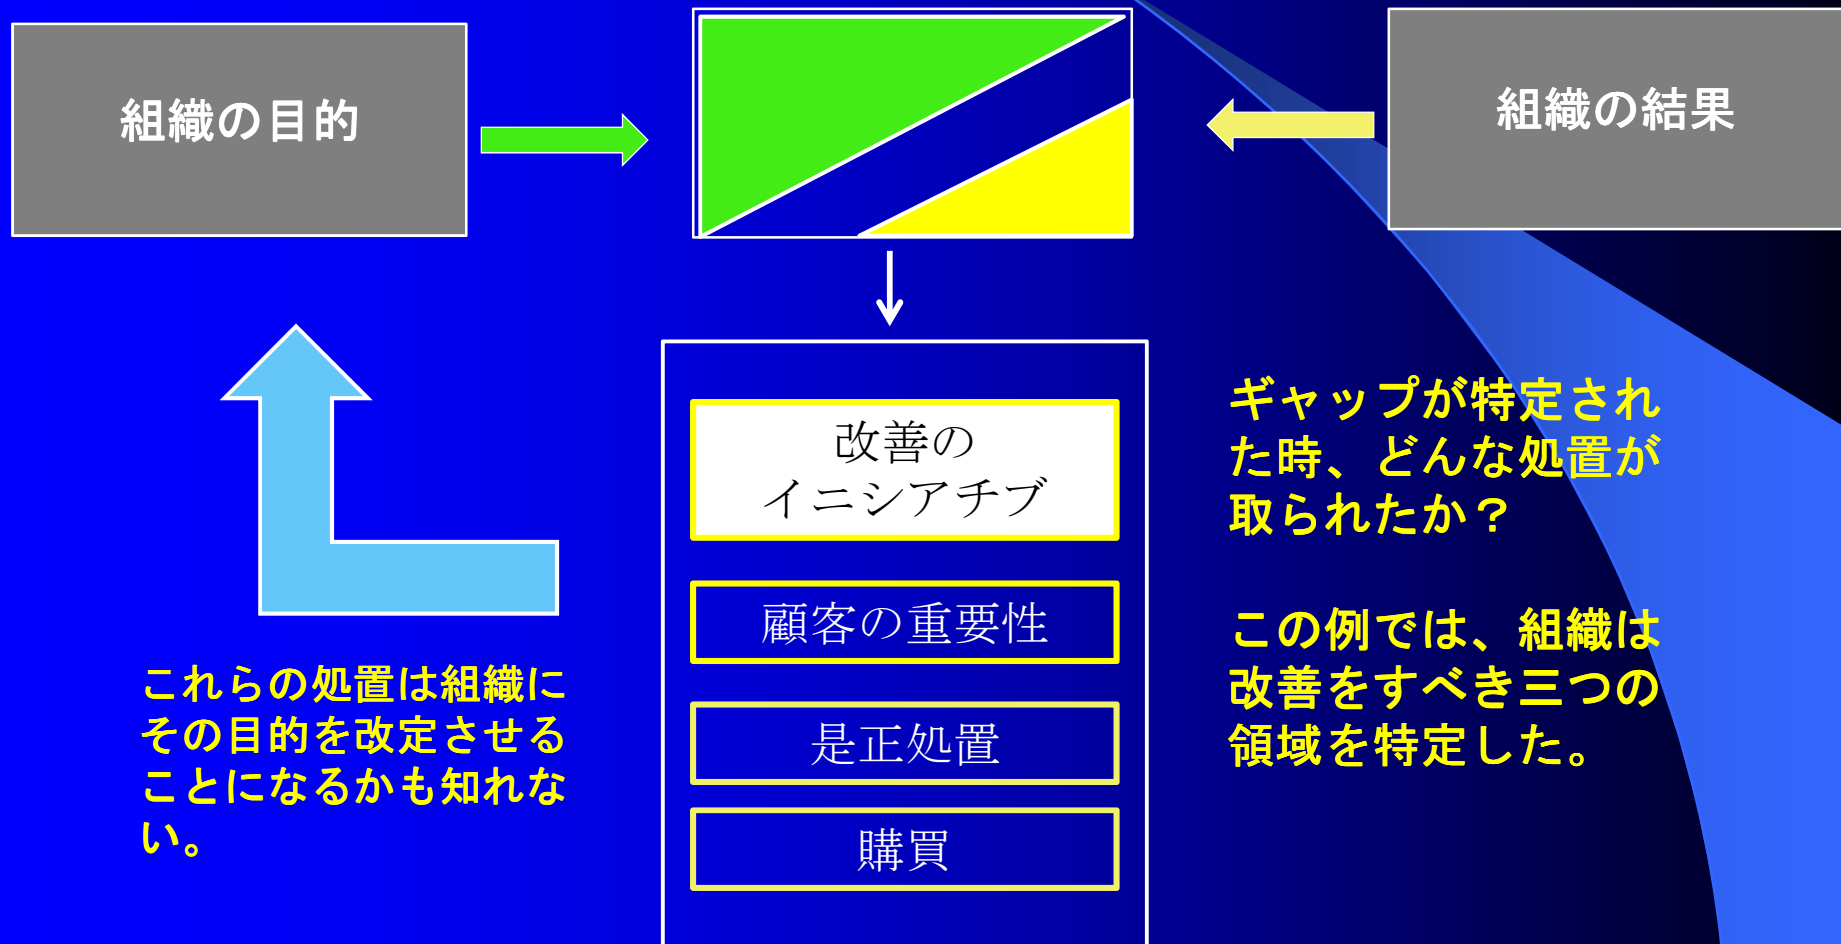 組織の目的
組織の結果
改善の
イニシアチブ
顧客の重要性
是正処置
購買
ギャップが特定され
た時、どんな処置が
取られたか？
この例では、組織は
改善をすべき三つの
領域を特定した。
これらの処置は組織に
その目的を改定させる
ことになるかも知れな
い。